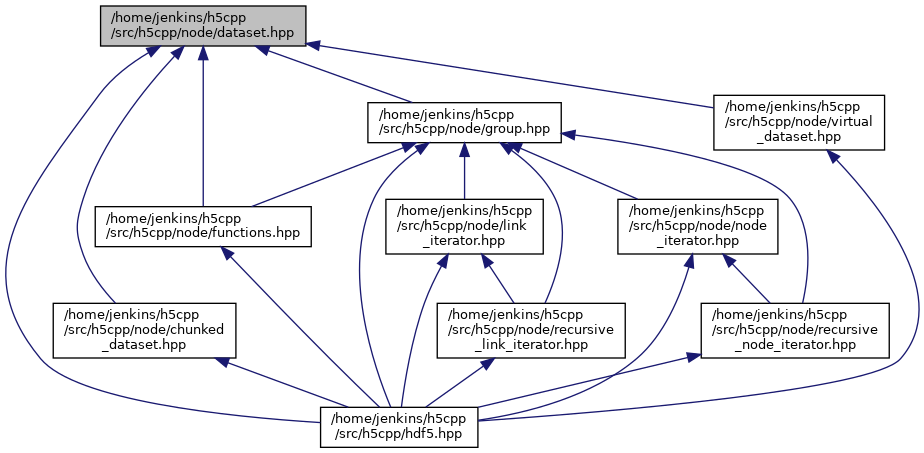 /home/jenkins/h5cpp
/src/h5cpp/node/dataset.hpp
/home/jenkins/h5cpp
/src/h5cpp/node/group.hpp
/home/jenkins/h5cpp
/src/h5cpp/node/virtual
_dataset.hpp
/home/jenkins/h5cpp
/src/h5cpp/node/functions.hpp
/home/jenkins/h5cpp
/src/h5cpp/node/link
_iterator.hpp
/home/jenkins/h5cpp
/src/h5cpp/node/node
_iterator.hpp
/home/jenkins/h5cpp
/src/h5cpp/node/chunked
_dataset.hpp
/home/jenkins/h5cpp
/src/h5cpp/node/recursive
_link_iterator.hpp
/home/jenkins/h5cpp
/src/h5cpp/node/recursive
_node_iterator.hpp
/home/jenkins/h5cpp
/src/h5cpp/hdf5.hpp